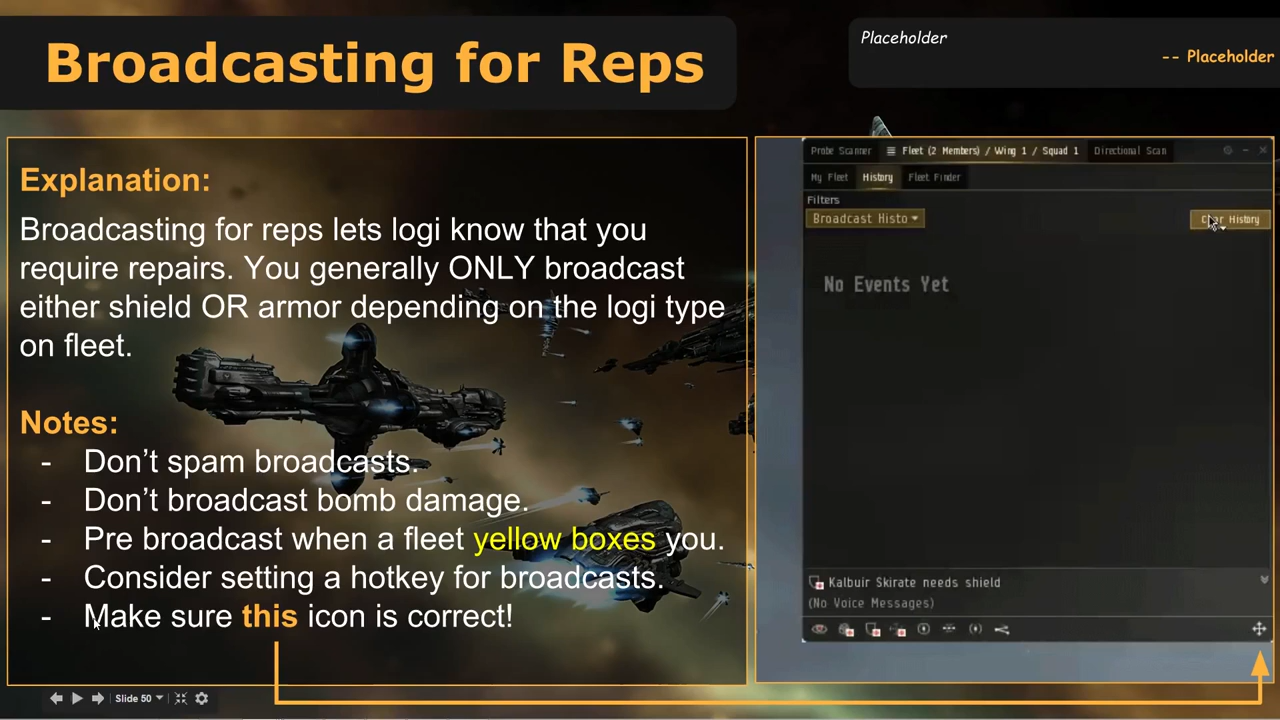 Broadcasting for Reps
Placeholder
-- Placeholder
Explanation:
Broadcasting for reps lets logi know that you
require repairs. You generally ONLY broadcast
either shield OR armor depending on the logi type
on fleet.
Notes:
- Don’t spam broadcasts.
- Don’t broadcast bomb damage.
- Pre broadcast when a fleet yellow boxes you.
- Consider setting a hotkey for broadcasts.
- Make sure this icon is correct!
Probe Scanner Fleet (2 Members) / Wing 1 / Squad 1 Directional Scan
My Fleet History Fleet Finder
Filters
Broadcast Histo
History
No Events Yet
Kalbuir Skirate needs shield
(No Voice Messages)
Slide 50